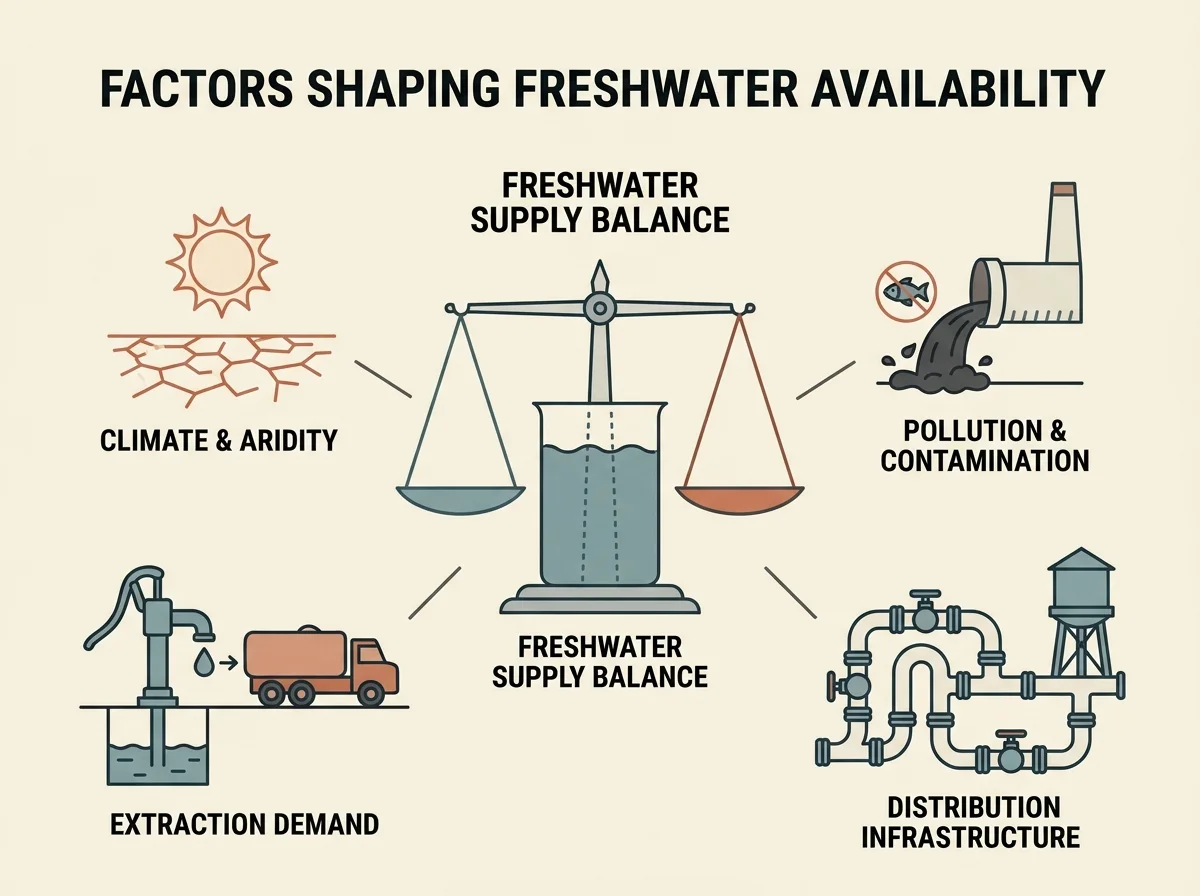 FACTORS SHAPING FRESHWATER AVAILABILITY
FRESHWATER
SUPPLY BALANCE
CLIMATE & ARIDITY
POLLUTION &
CONTAMINATION
FRESHWATER
SUPPLY BALANCE
EXTRACTION DEMAND
DISTRIBUTION
INFRASTRUCTURE